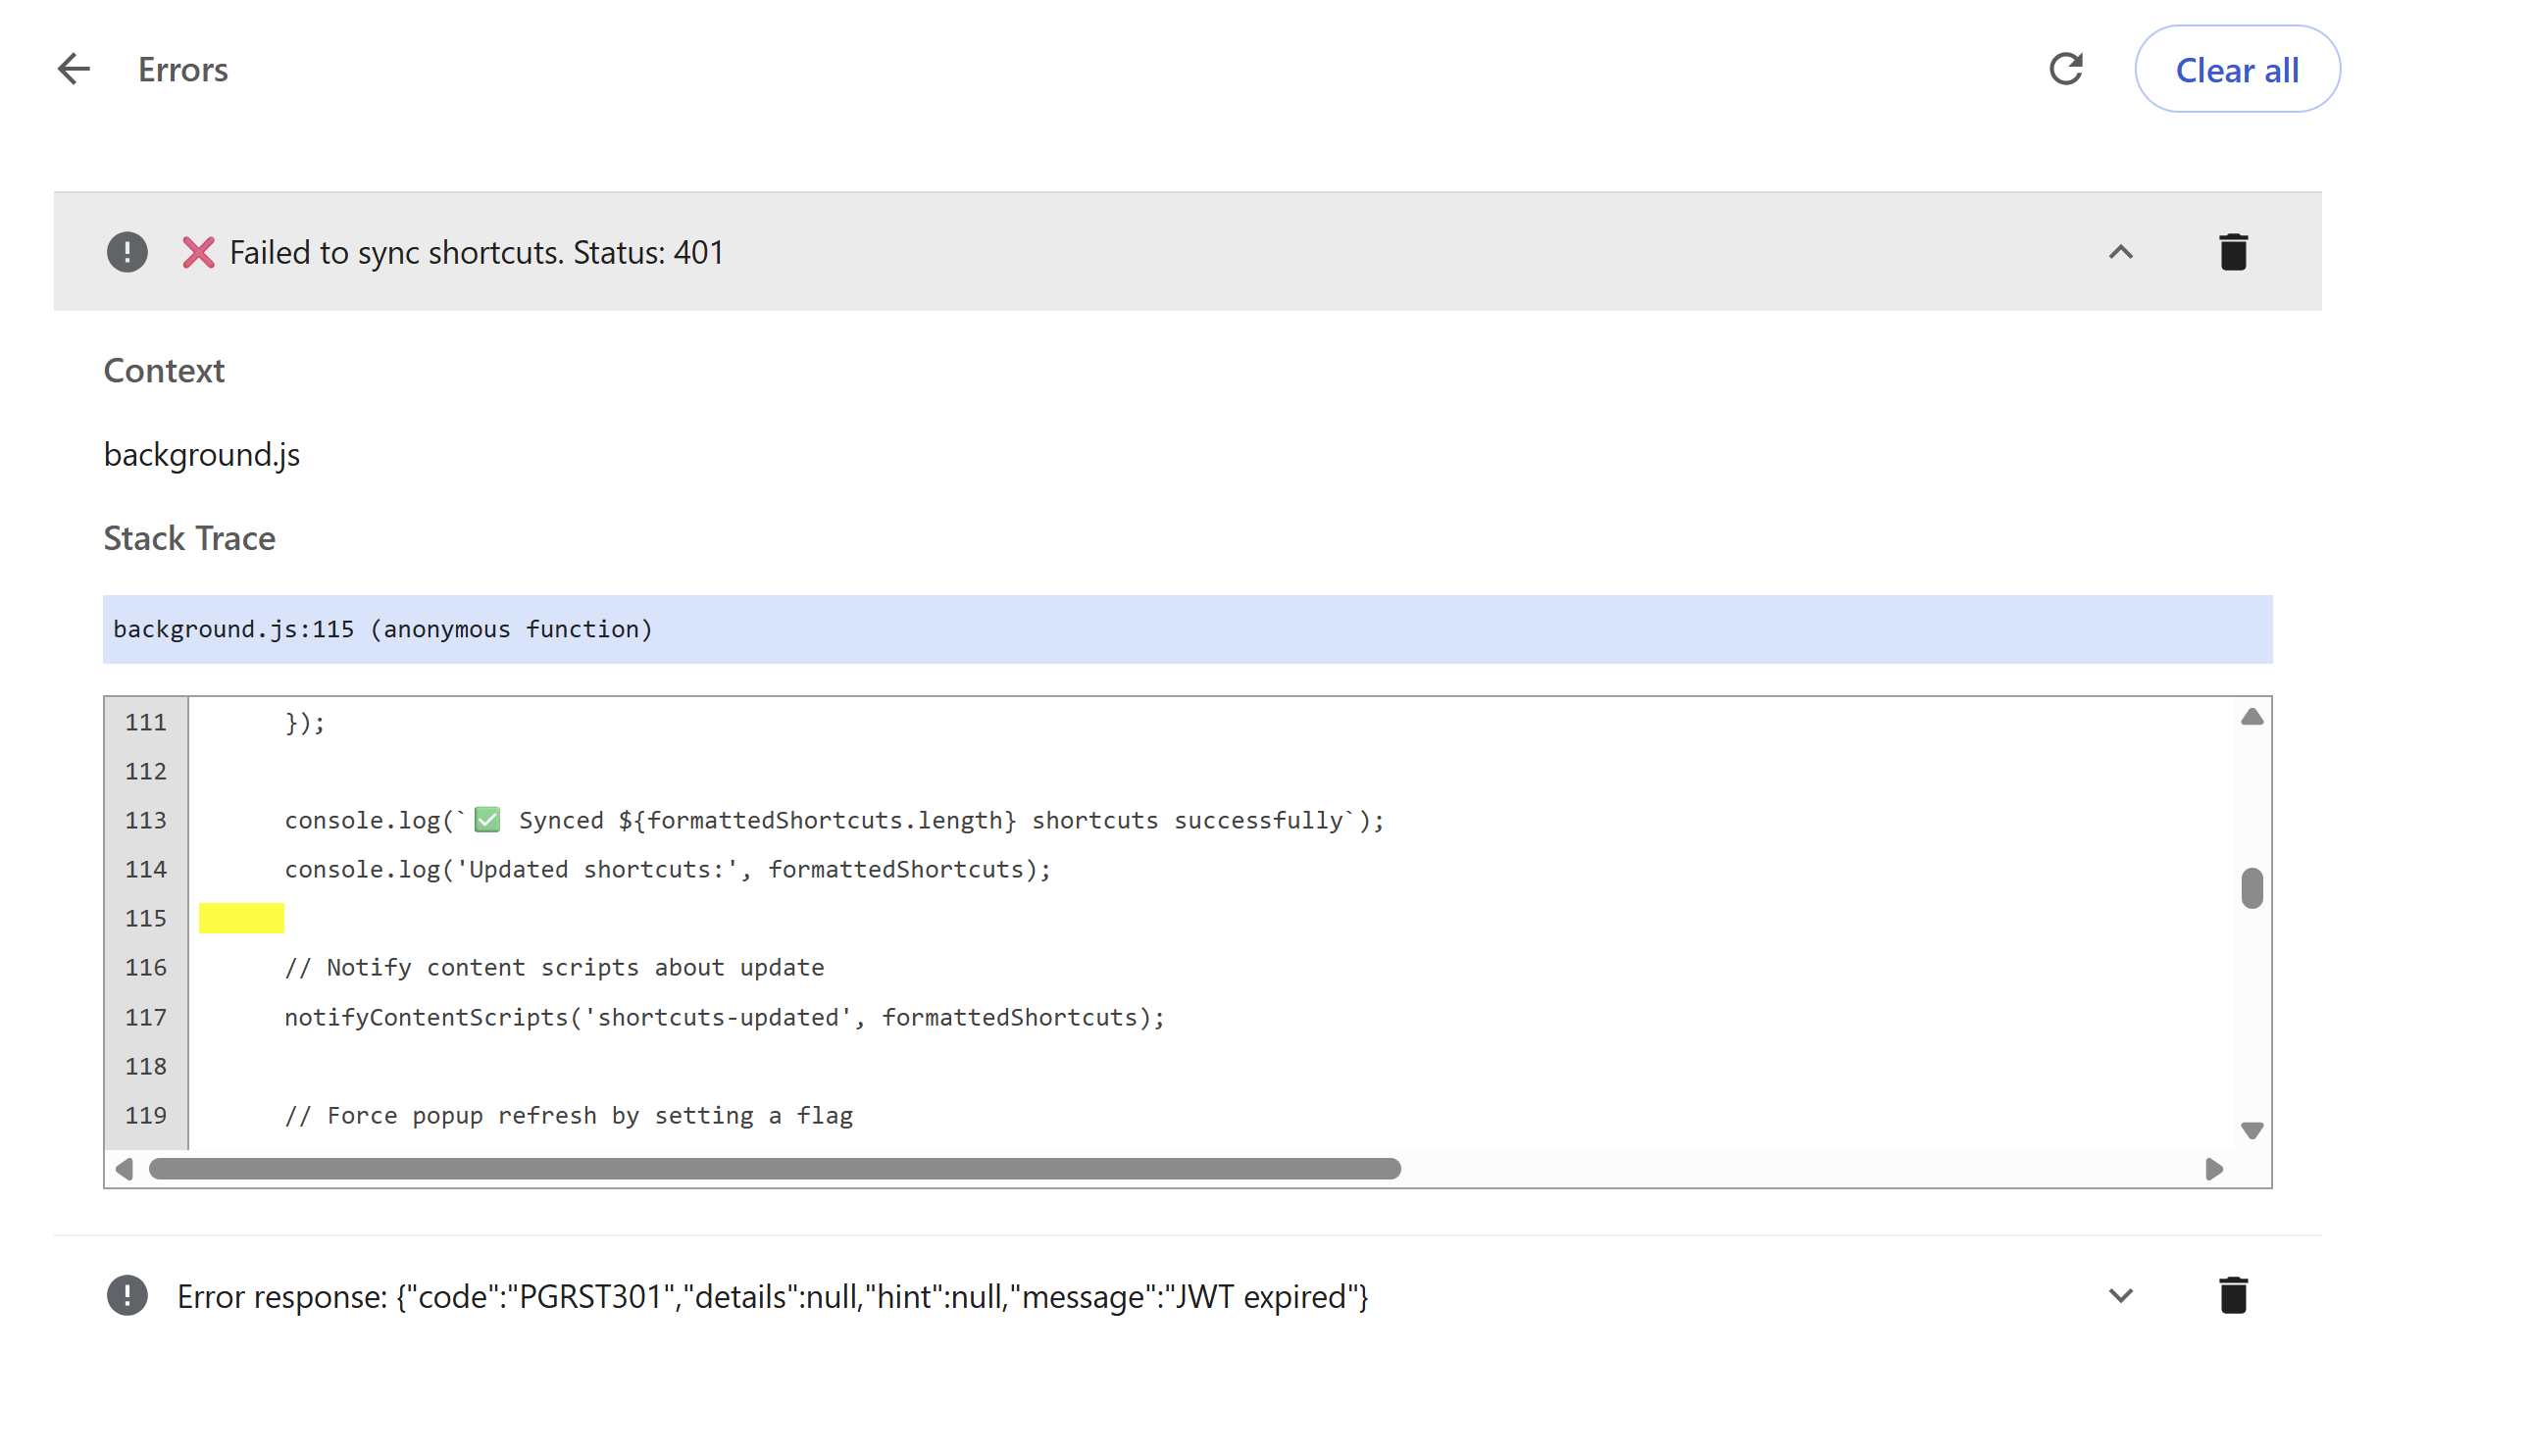 Errors
Clear all
❌ Failed to sync shortcuts. Status: 401
Context
background.js
Stack Trace
background.js:115 (anonymous function)
111 });
112
113 console.log(`✅ Synced ${formattedShortcuts.length} shortcuts successfully`);
114 console.log('Updated shortcuts:', formattedShortcuts);
115
116 // Notify content scripts about update
117 notifyContentScripts('shortcuts-updated', formattedShortcuts);
118
119 // Force popup refresh by setting a flag
Error response: {"code":"PGRST301","details":null,"hint":null,"message":"JWT expired"}